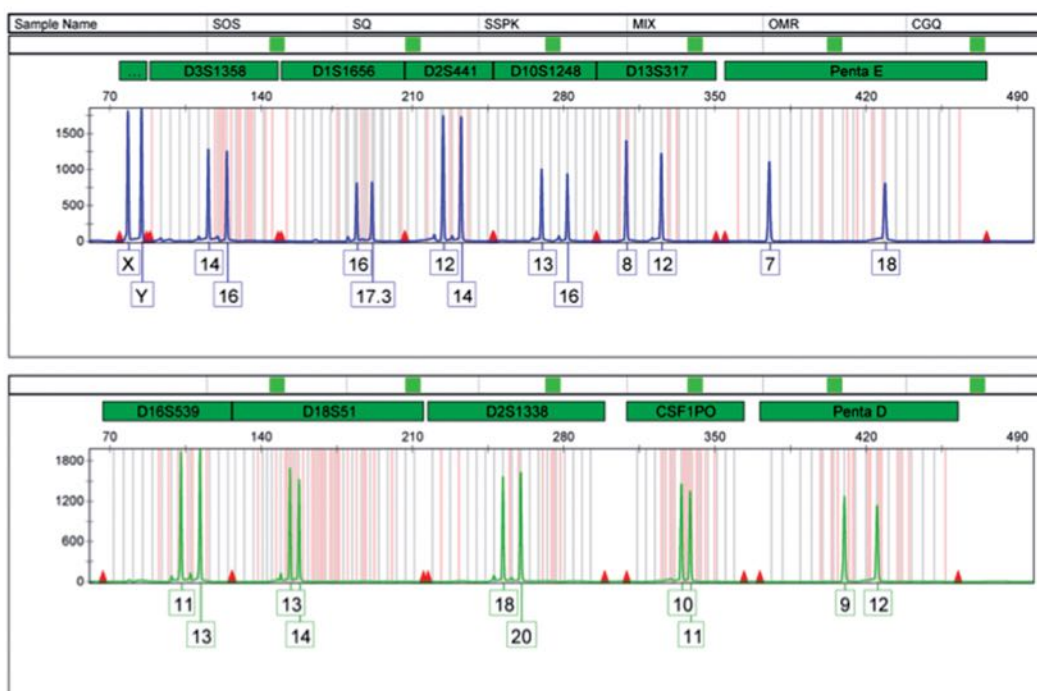 Sample Name SOS SQ SSPK MIX OMR CGQ
... D3S1358 D1S1656 D2S441 D10S1248 D13S317 Penta E
70 140 210 280 350 420 490
1500
1000
500
0
X 14 16 12 13 8 12 7 18
Y 16 17.3 14 16
D16S539 D18S51 D2S1338 CSF1PO Penta D
70 140 210 280 350 420 490
1800
1200
600
0
11 13 18 10 9 12
13 14 20 11